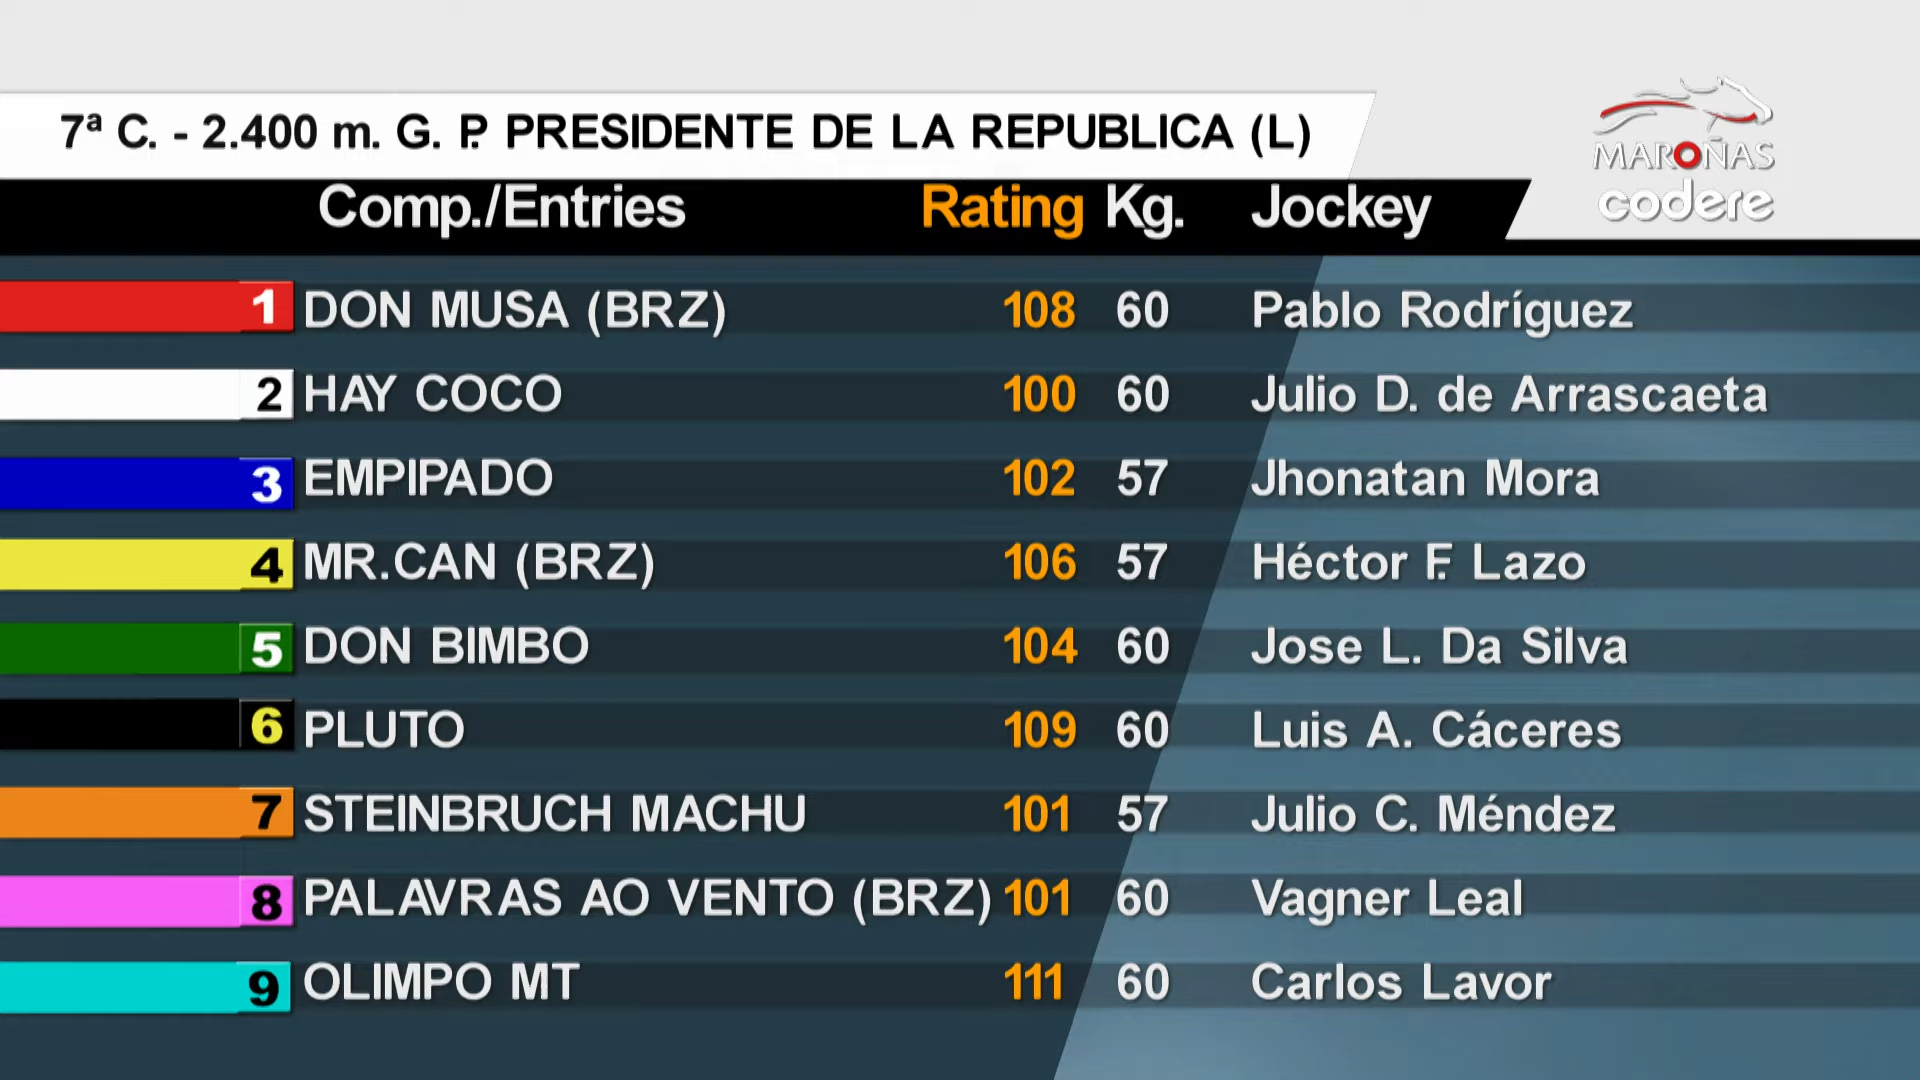 7ª C. - 2.400 m. G. P. PRESIDENTE DE LA REPUBLICA (L)
MAROÑAS
codere
Comp./Entries Rating Kg. Jockey
1 DON MUSA (BRZ) 108 60 Pablo Rodríguez
2 HAY COCO 100 60 Julio D. de Arrascaeta
3 EMPIPADO 102 57 Jhonatan Mora
4 MR.CAN (BRZ) 106 57 Héctor F. Lazo
5 DON BIMBO 104 60 Jose L. Da Silva
6 PLUTO 109 60 Luis A. Cáceres
7 STEINBRUCH MACHU 101 57 Julio C. Méndez
8 PALAVRAS AO VENTO (BRZ) 101 60 Vagner Leal
9 OLIMPO MT 111 60 Carlos Lavor